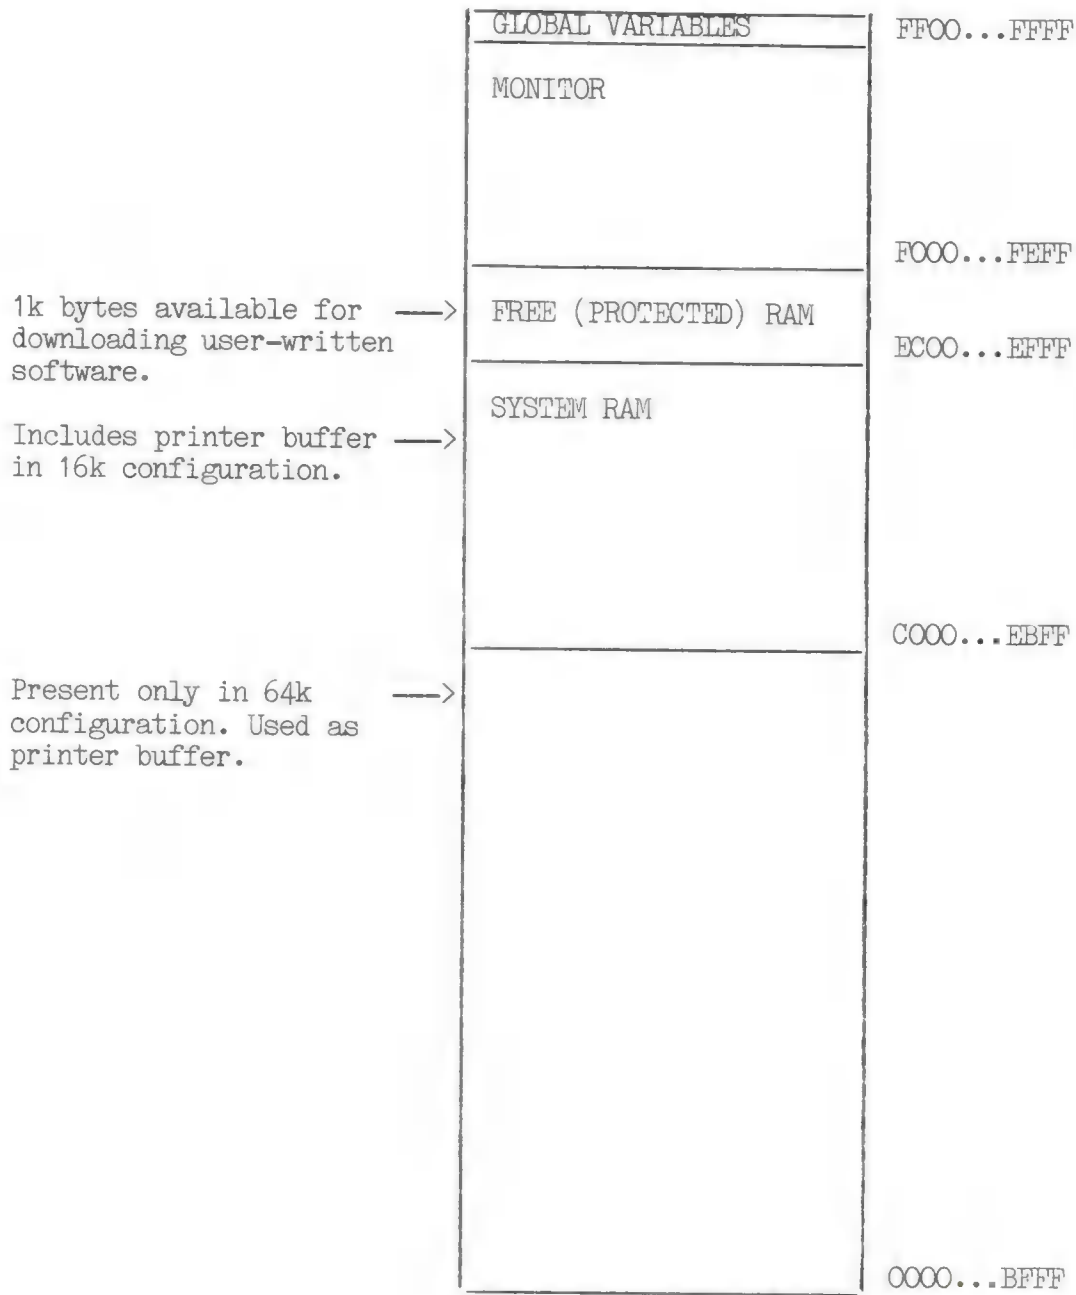 GLOBAL VARIABLES FF00...FFFF
MONITOR
F000...FEFF
1k bytes available for —> FREE (PROTECTED) RAM
downloading user-written EC00...EFFF
software.
SYSTEM RAM
Includes printer buffer —>
in 16k configuration.
C000...EBFF
Present only in 64k —>
configuration. Used as
printer buffer.
0000...BFFF